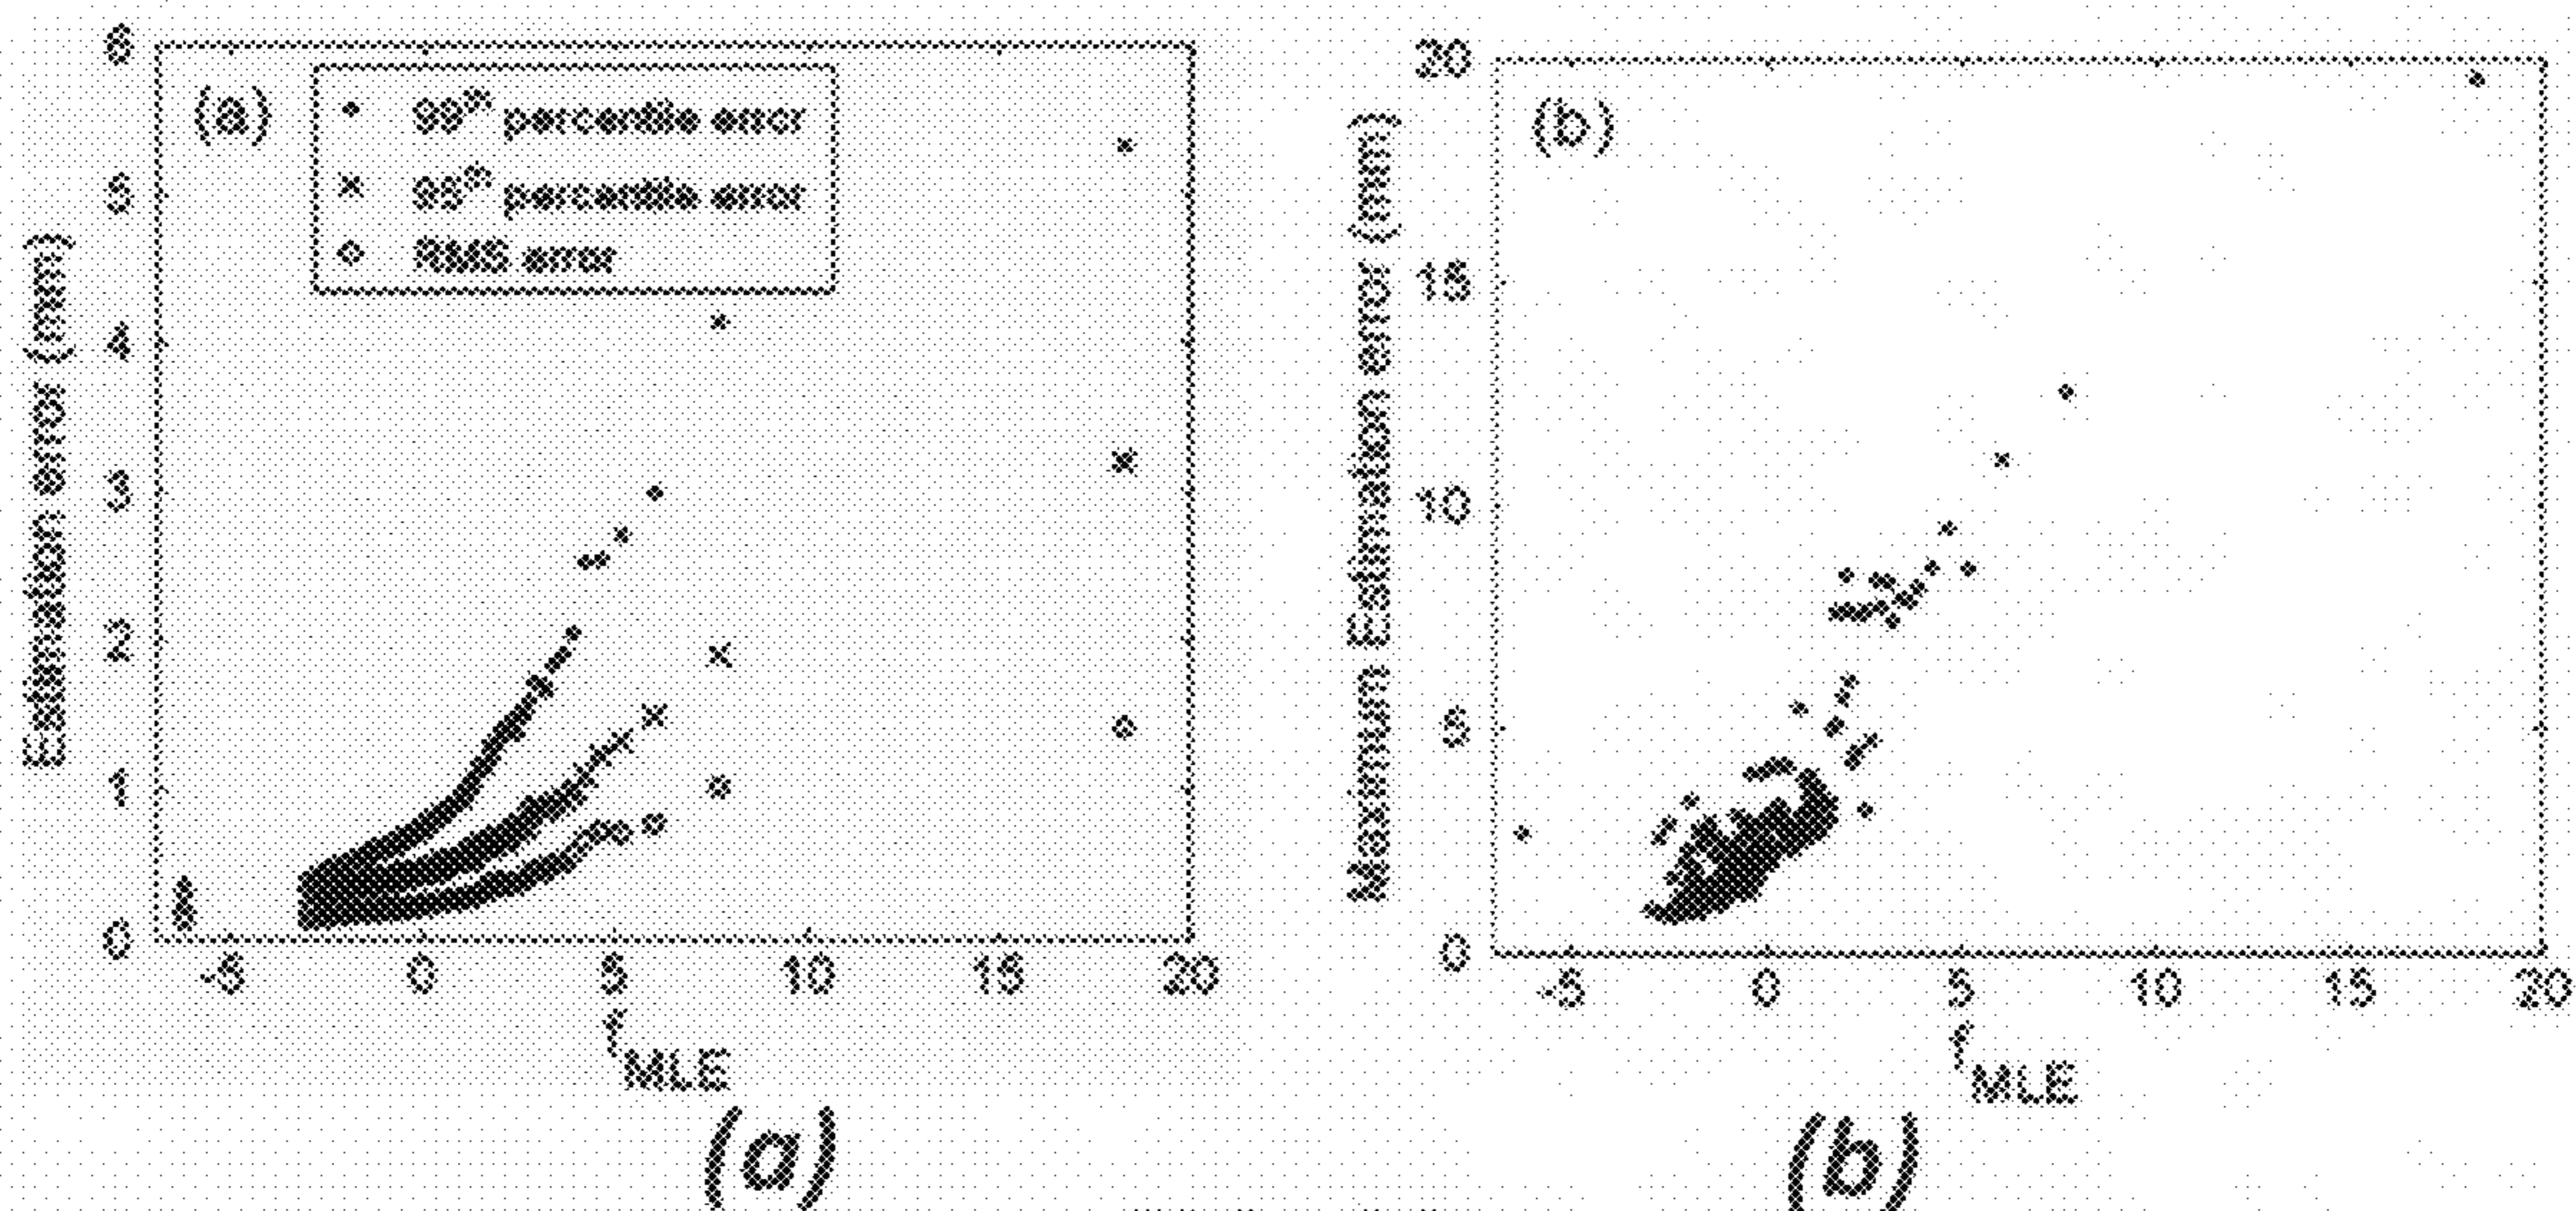 6
5
4
3
2
1
0
Estimation error (mm)
(a)
99th percentile error
95th percentile error
RMS error
-5 0 5 10 15 20
fMLE
(a)
20
15
10
5
0
Maximum Estimation error (mm)
(b)
-5 0 5 10 15 20
fMLE
(b)